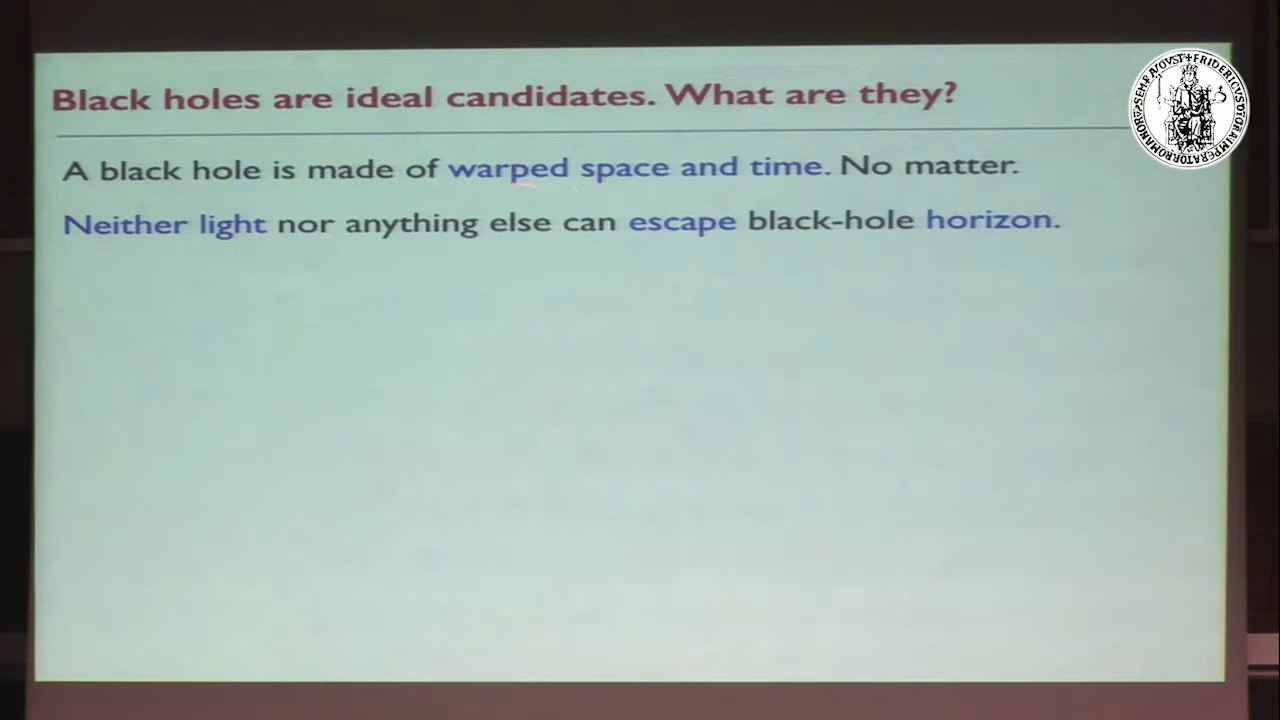 Black holes are ideal candidates. What are they?
A black hole is made of warped space and time. No matter.
Neither light nor anything else can escape black-hole horizon.